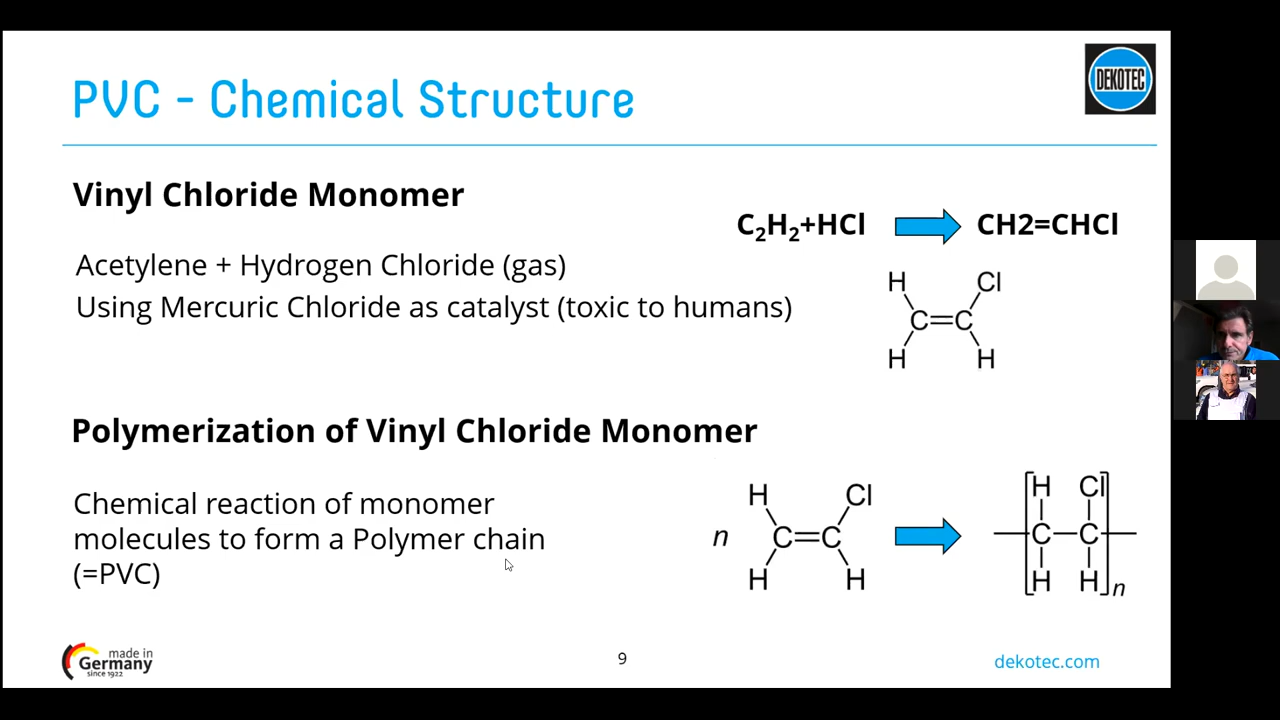 PVC - Chemical Structure
DEKOTEC
Vinyl Chloride Monomer
C₂H₂+HCl
CH2=CHCl
Acetylene + Hydrogen Chloride (gas)
Using Mercuric Chloride as catalyst (toxic to humans)
H Cl
C=C
H H
Polymerization of Vinyl Chloride Monomer
Chemical reaction of monomer
molecules to form a Polymer chain
(=PVC)
H Cl
n C=C
H H
H Cl
C—C
H H n
made in
Germany
since 1922
9
dekotec.com